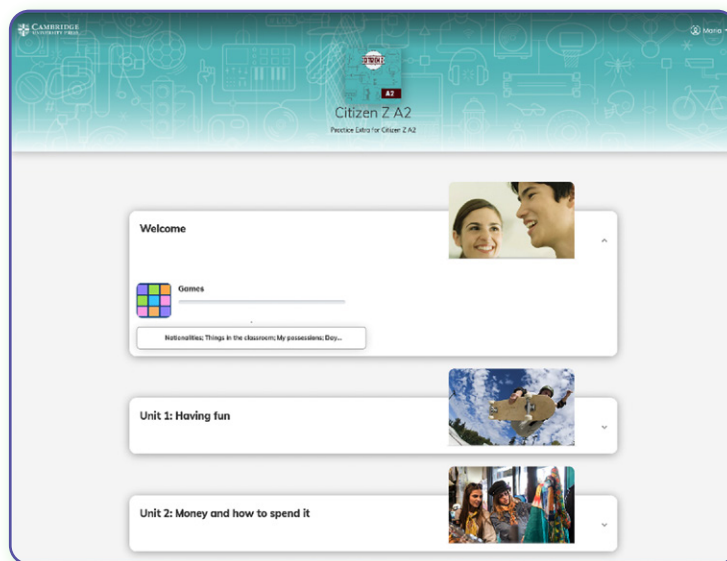 CAMBRIDGE
UNIVERSITY PRESS
Maria
CITIZEN Z
A2
Citizen Z A2
Practice Extra for Citizen Z A2
Welcome
Games
Nationalities; Things in the classroom; My possessions; Day...
Unit 1: Having fun
Unit 2: Money and how to spend it